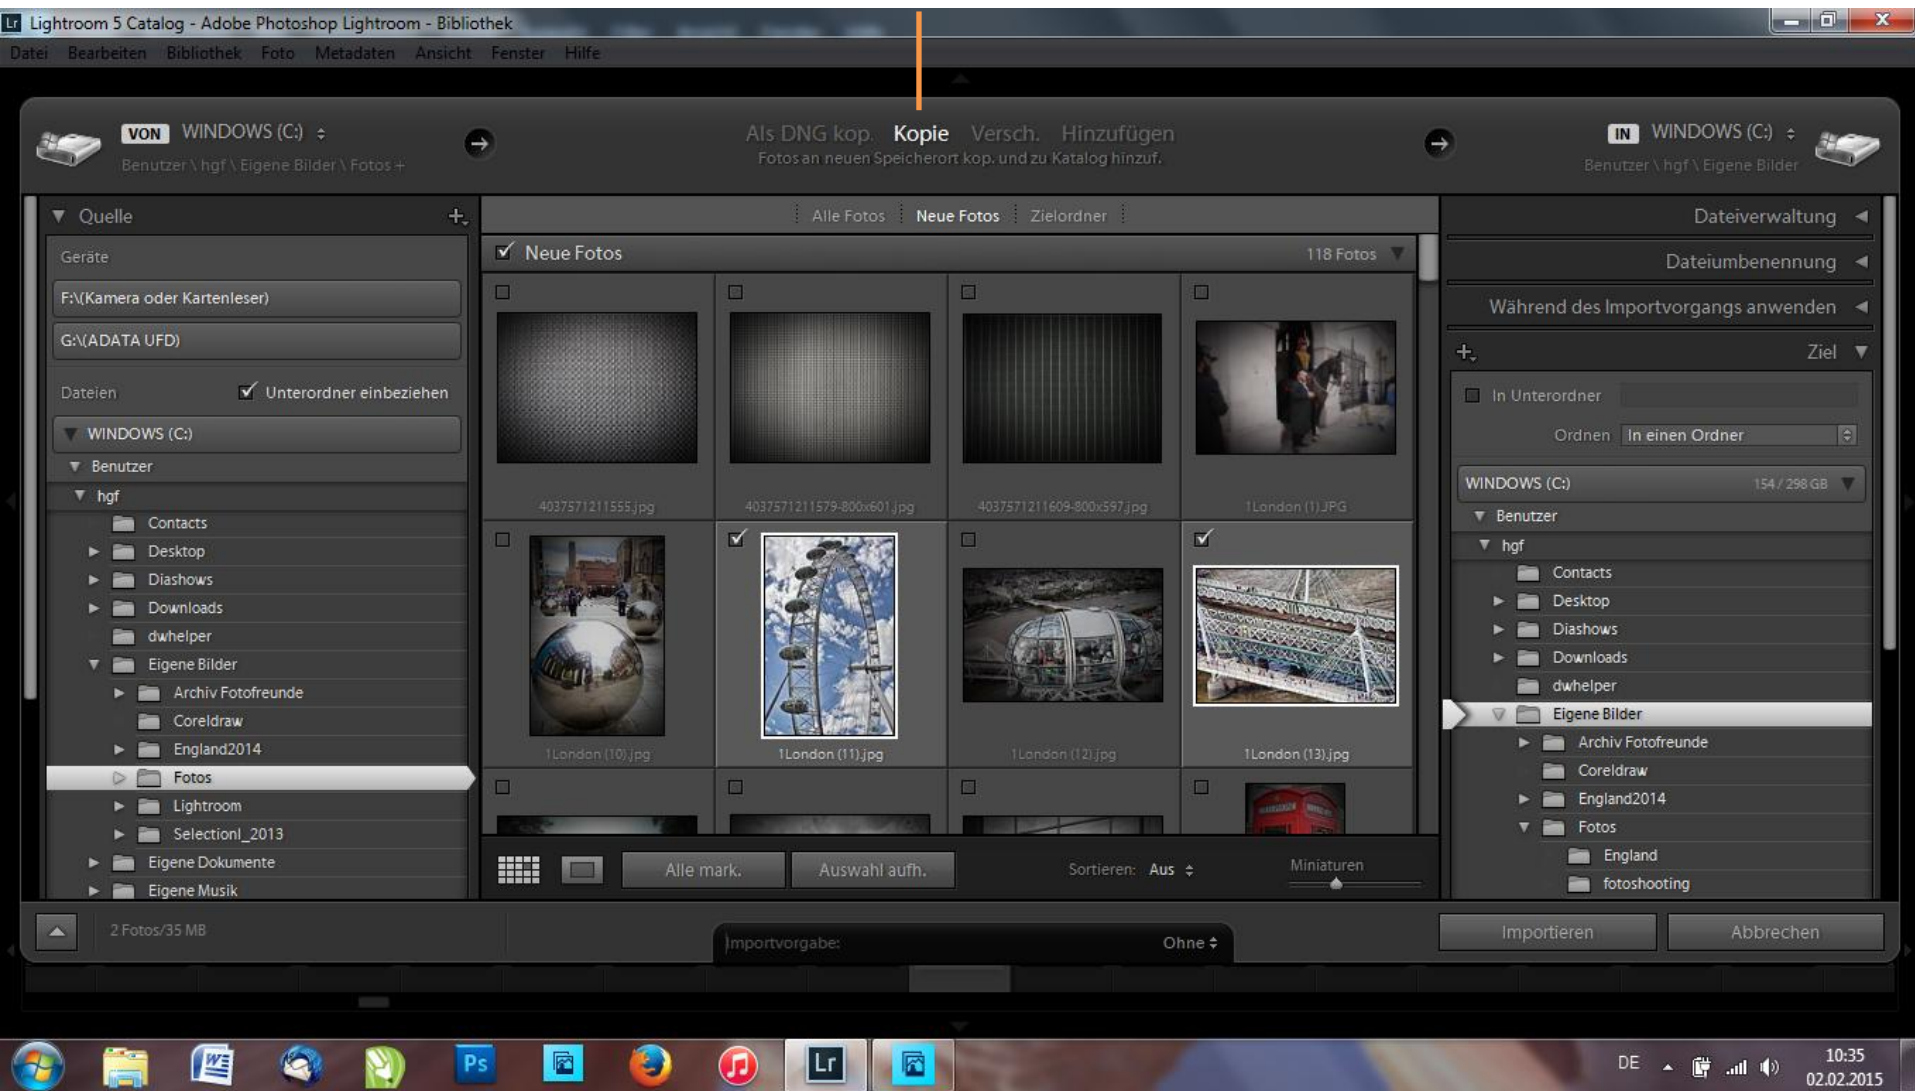 Lr Lightroom 5 Catalog - Adobe Photoshop Lightroom - Bibliothek
Datei Bearbeiten Bibliothek Foto Metadaten Ansicht Fenster Hilfe
VON WINDOWS (C:)
Benutzer \ hgf \ Eigene Bilder \ Fotos +
Als DNG kop. Kopie Versch. Hinzufügen
Fotos an neuen Speicherort kop. und zu Katalog hinzuf.
IN WINDOWS (C:)
Benutzer \ hgf \ Eigene Bilder
Quelle
Geräte
F:\(Kamera oder Kartenleser)
G:\(ADATA UFD)
Dateien Unterordner einbeziehen
WINDOWS (C:)
Benutzer
hgf
Contacts
Desktop
Diashows
Downloads
dwhelper
Eigene Bilder
Archiv Fotofreunde
Coreldraw
England2014
Fotos
Lightroom
SelectionI_2013
Eigene Dokumente
Eigene Musik
Alle Fotos Neue Fotos Zielordner
Neue Fotos 118 Fotos
4037571211555.jpg 4037571211579-800x601.jpg 4037571211609-800x597.jpg 1London (1).JPG
1London (10).jpg 1London (11).jpg 1London (12).jpg 1London (13).jpg
Alle mark. Auswahl aufh. Sortieren: Aus Miniaturen
Dateiverwaltung
Dateiumbenennung
Während des Importvorgangs anwenden
Ziel
In Unterordner
Ordnen In einen Ordner
WINDOWS (C:) 154 / 298 GB
Benutzer
hgf
Contacts
Desktop
Diashows
Downloads
dwhelper
Eigene Bilder
Archiv Fotofreunde
Coreldraw
England2014
Fotos
England
fotoshooting
2 Fotos/35 MB
Importvorgabe: Ohne
Importieren Abbrechen
W Ps Lr
DE 10:35
02.02.2015